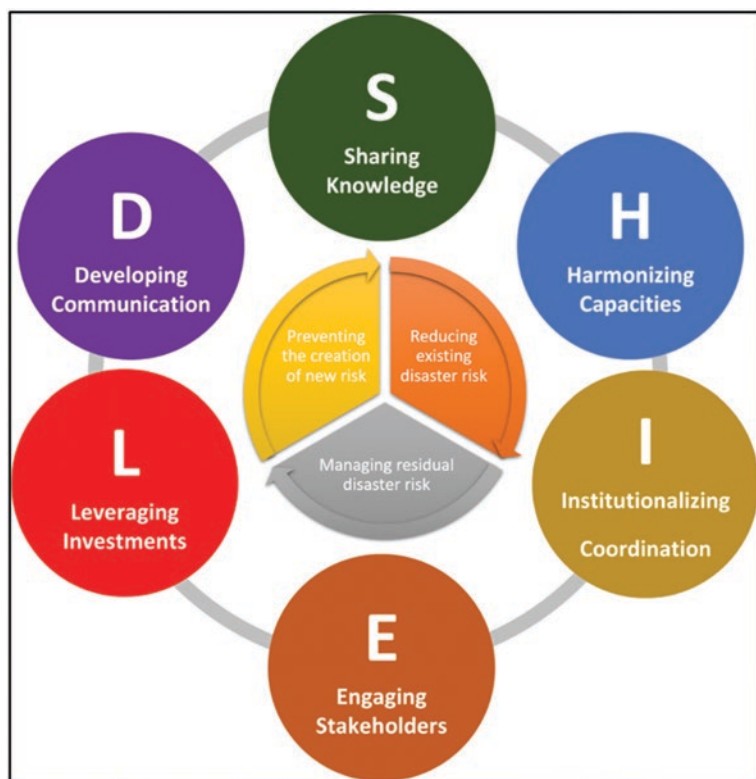 S
Sharing
Knowledge
H
Harmonizing
Capacities
I
Institutionalizing
Coordination
E
Engaging
Stakeholders
L
Leveraging
Investments
D
Developing
Communication
Preventing
the creation
of new risk
Reducing
existing
disaster risk
Managing residual
disaster risk